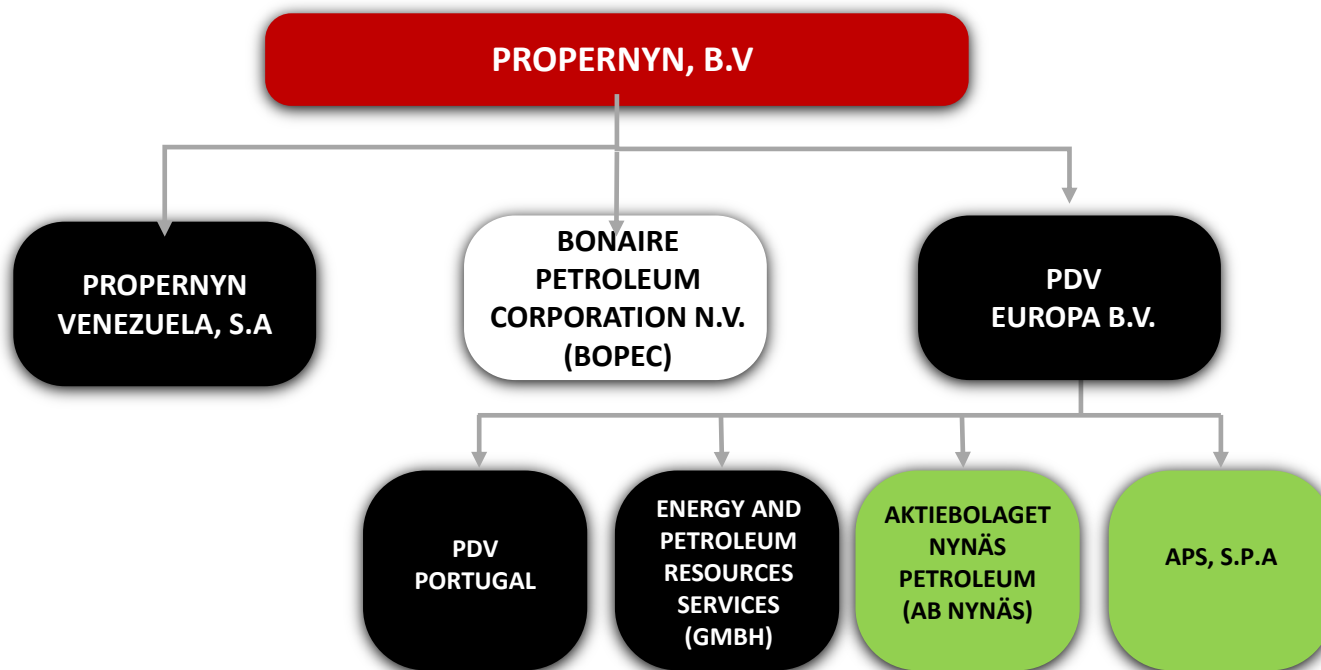 PROPERNYN, B.V
PROPERNYN
VENEZUELA, S.A
BONAIRE
PETROLEUM
CORPORATION N.V.
(BOPEC)
PDV
EUROPA B.V.
PDV
PORTUGAL
ENERGY AND
PETROLEUM
RESOURCES
SERVICES
(GMBH)
AKTIEBOLAGET
NYNÄS
PETROLEUM
(AB NYNÄS)
APS, S.P.A